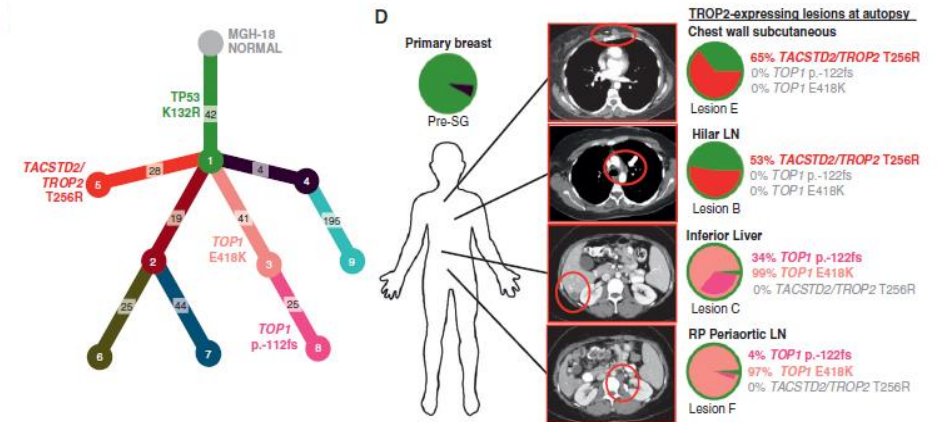 MGH-18
NORMAL
TP53
K132R
42
1
TACSTD2/
TROP2
T256R
5
28
4
4
19
41
195
TOP1
E418K
2
3
9
25
44
25
TOP1
p.-112fs
6
7
8
D
Primary breast
Pre-SG
TROP2-expressing lesions at autopsy
Chest wall subcutaneous
65% TACSTD2/TROP2 T256R
0% TOP1 p.-122fs
0% TOP1 E418K
Lesion E
Hilar LN
53% TACSTD2/TROP2 T256R
0% TOP1 p.-122fs
0% TOP1 E418K
Lesion B
Inferior Liver
34% TOP1 p.-122fs
99% TOP1 E418K
0% TACSTD2/TROP2 T256R
Lesion C
RP Periaortic LN
4% TOP1 p.-122fs
97% TOP1 E418K
0% TACSTD2/TROP2 T256R
Lesion F